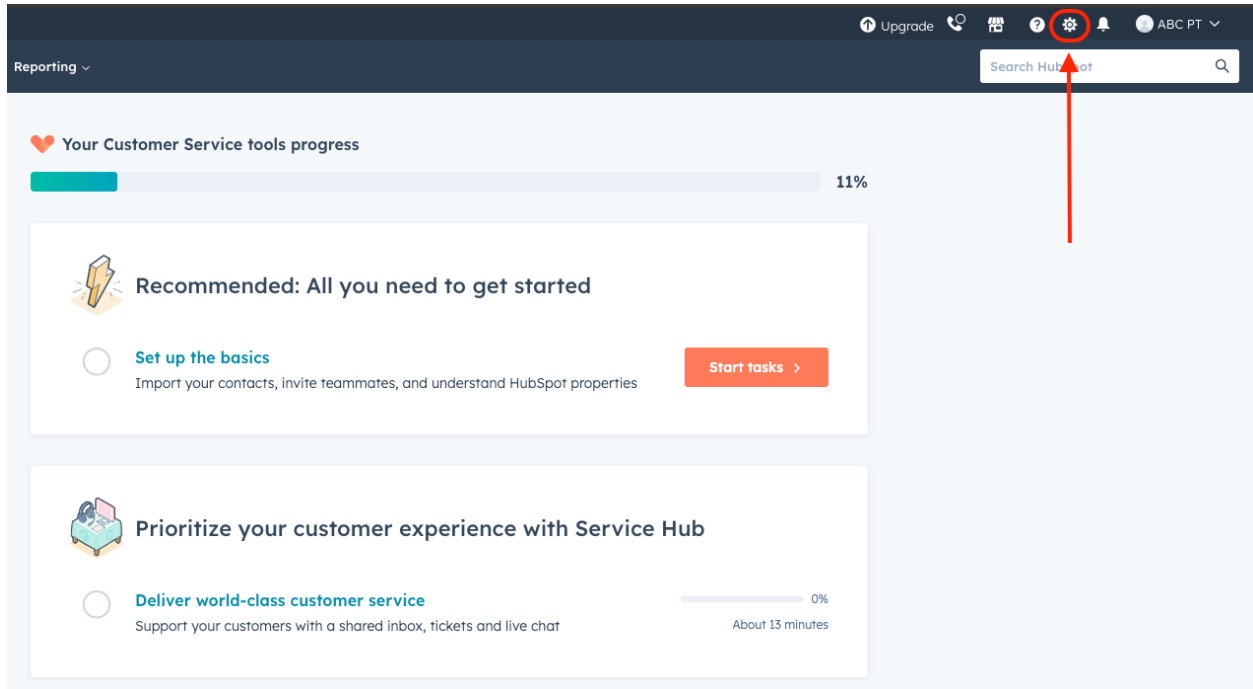 Upgrade ABC PT
Reporting Search HubSpot
Your Customer Service tools progress
11%
Recommended: All you need to get started
Set up the basics
Import your contacts, invite teammates, and understand HubSpot properties
Start tasks
Prioritize your customer experience with Service Hub
Deliver world-class customer service
0%
Support your customers with a shared inbox, tickets and live chat
About 13 minutes